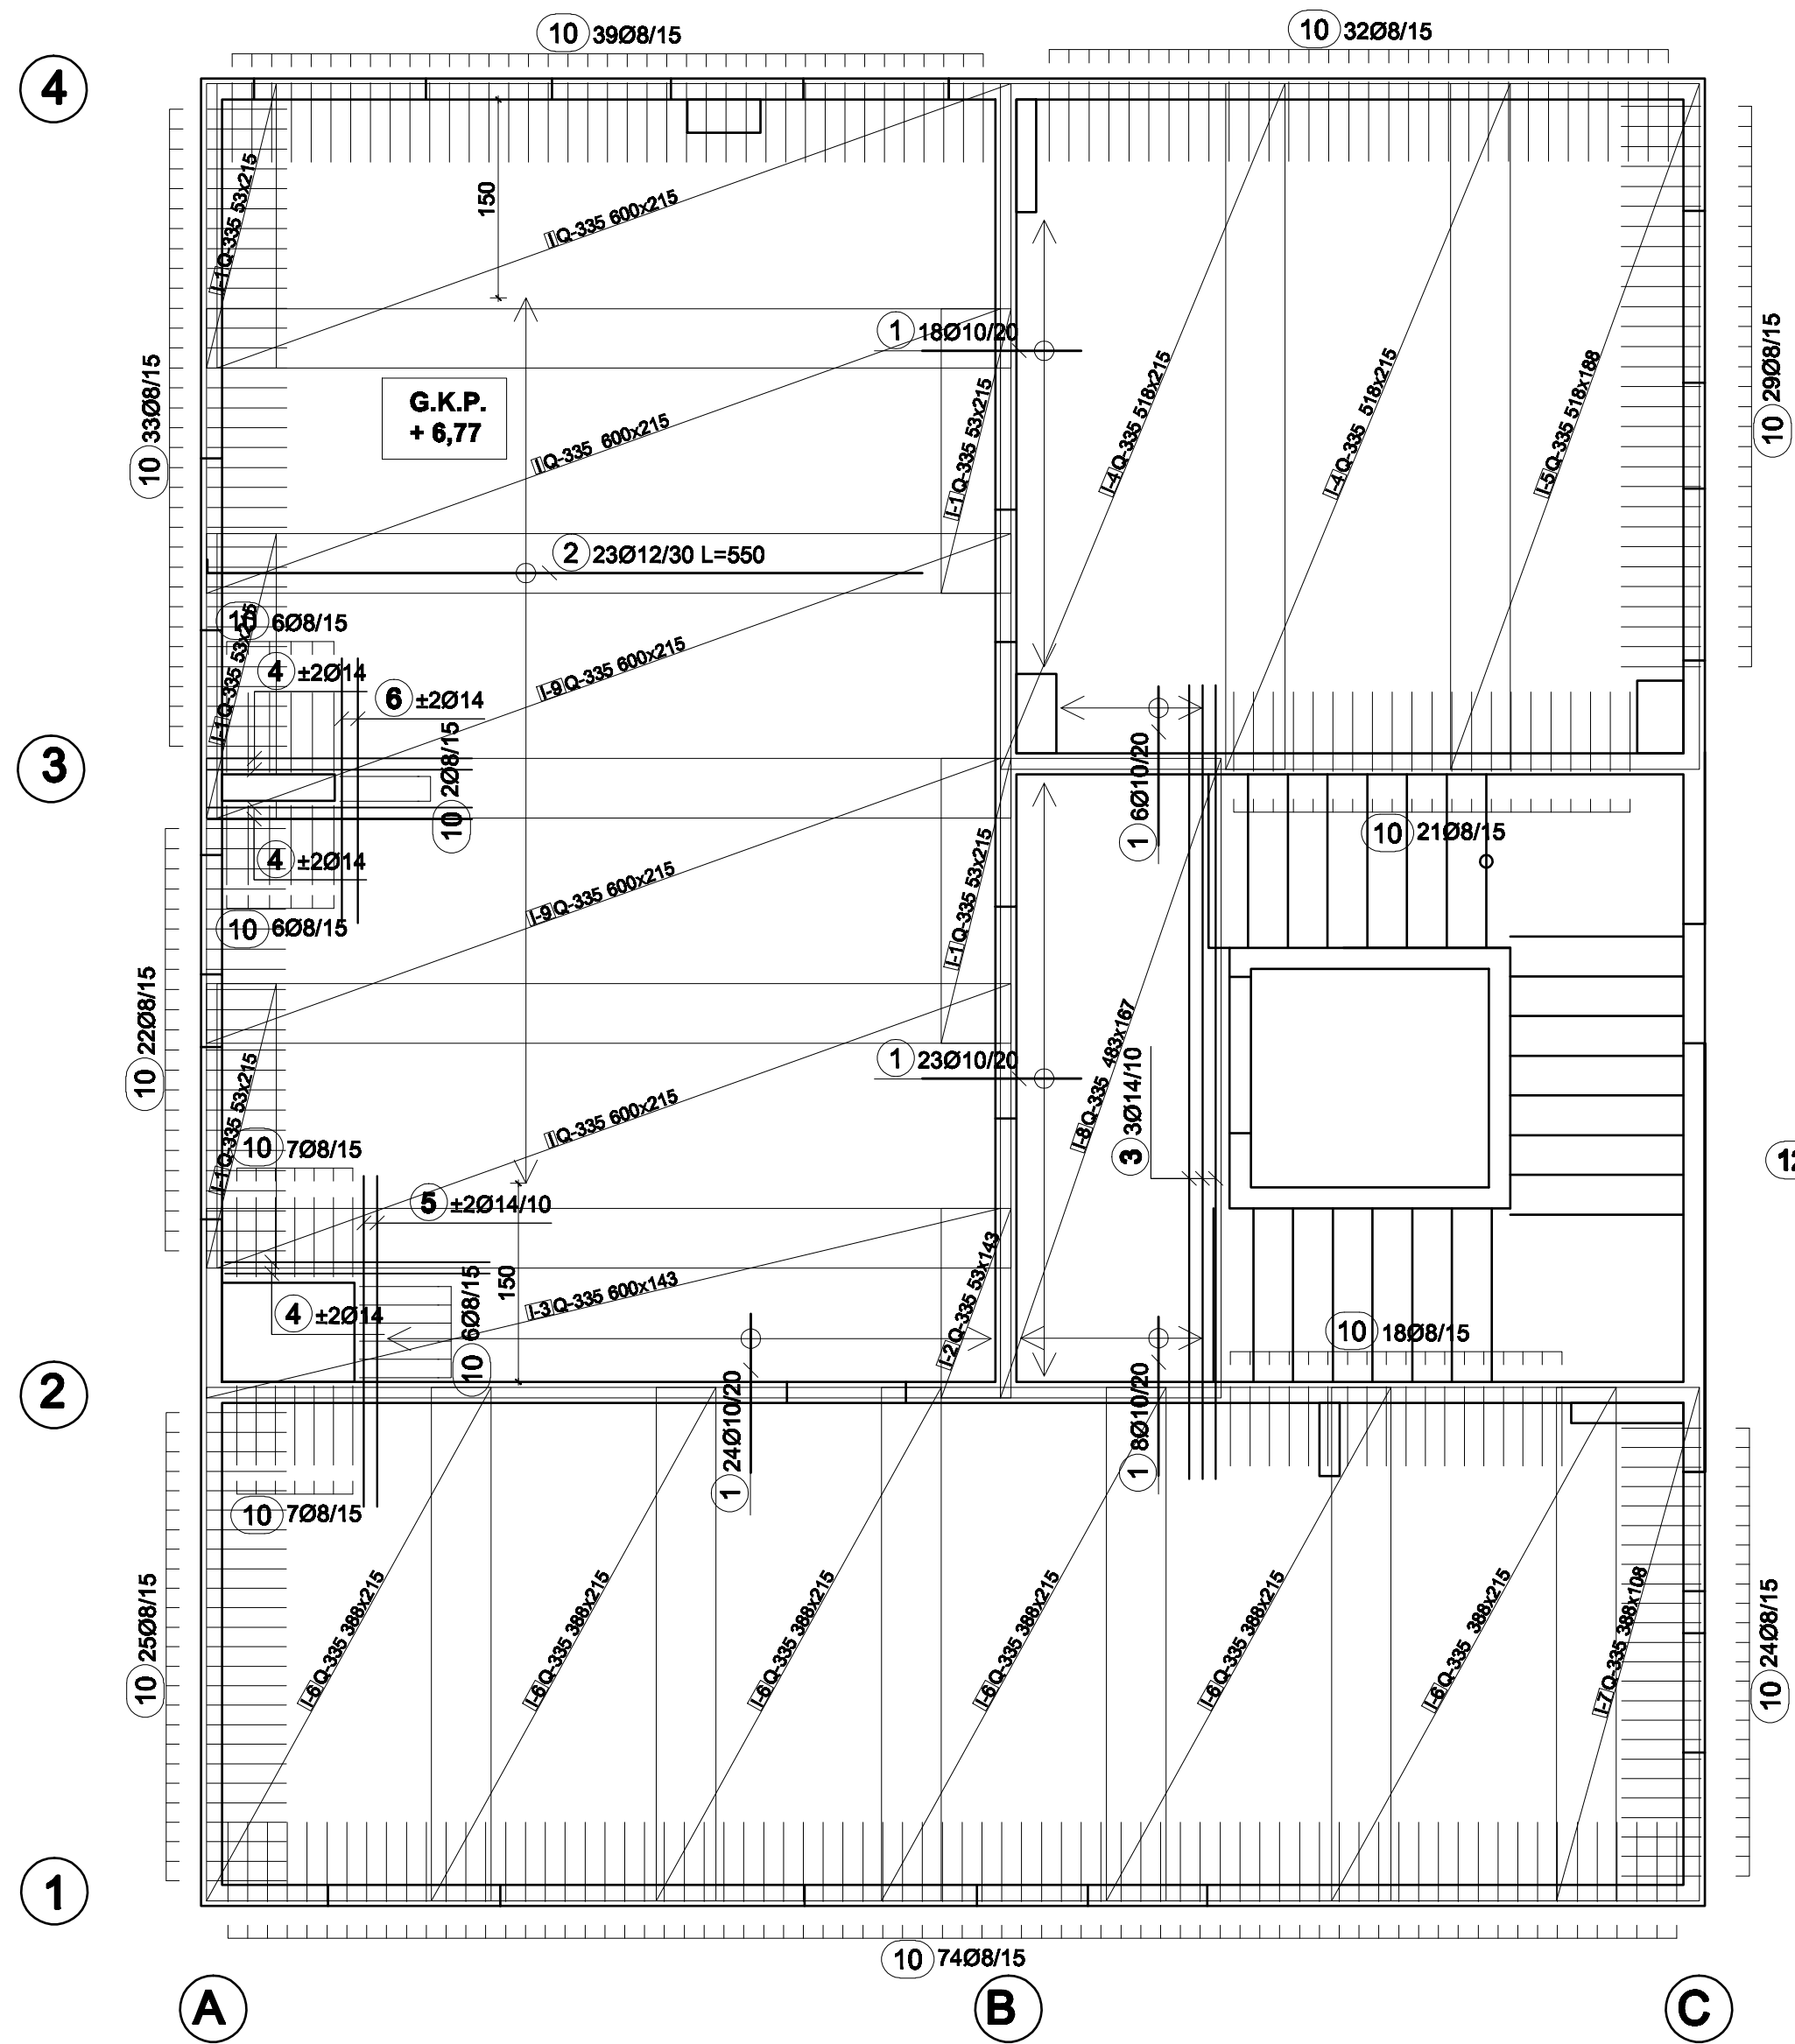 10 39Ø8/15
10 32Ø8/15
4
I-1 Q-335 53x215
150
I Q-335 600x215
1 18Ø10/20
10 33Ø8/15
G.K.P.
+ 6,77
I Q-335 600x215
I-1 Q-335 53x215
I-4 Q-335 518x215
I-4 Q-335 518x215
I-5 Q-335 518x188
10 29Ø8/15
2 23Ø12/30 L=550
10 6Ø8/15
I-1 Q-335 53x215
4 ±2Ø14
6 ±2Ø14
I-9 Q-335 600x215
3
10 2Ø8/15
1 6Ø10/20
10 21Ø8/15
4 ±2Ø14
10 6Ø8/15
I-9 Q-335 600x215
I-1 Q-335 53x215
10 22Ø8/15
1 23Ø10/20
I-8 Q-335 483x167
3 3Ø14/10
I-1 Q-335 53x215
I Q-335 600x215
10 7Ø8/15
5 ±2Ø14/10
12
150
I-3 Q-335 600x143
I-2 Q-335 53x143
4 ±2Ø14
10 6Ø8/15
10 18Ø8/15
2
1 24Ø10/20
1 8Ø10/20
10 7Ø8/15
10 25Ø8/15
I-6 Q-335 388x215
I-6 Q-335 388x215
I-6 Q-335 388x215
I-6 Q-335 388x215
I-6 Q-335 388x215
I-6 Q-335 388x215
I-7 Q-335 388x108
10 24Ø8/15
1
10 74Ø8/15
A
B
C